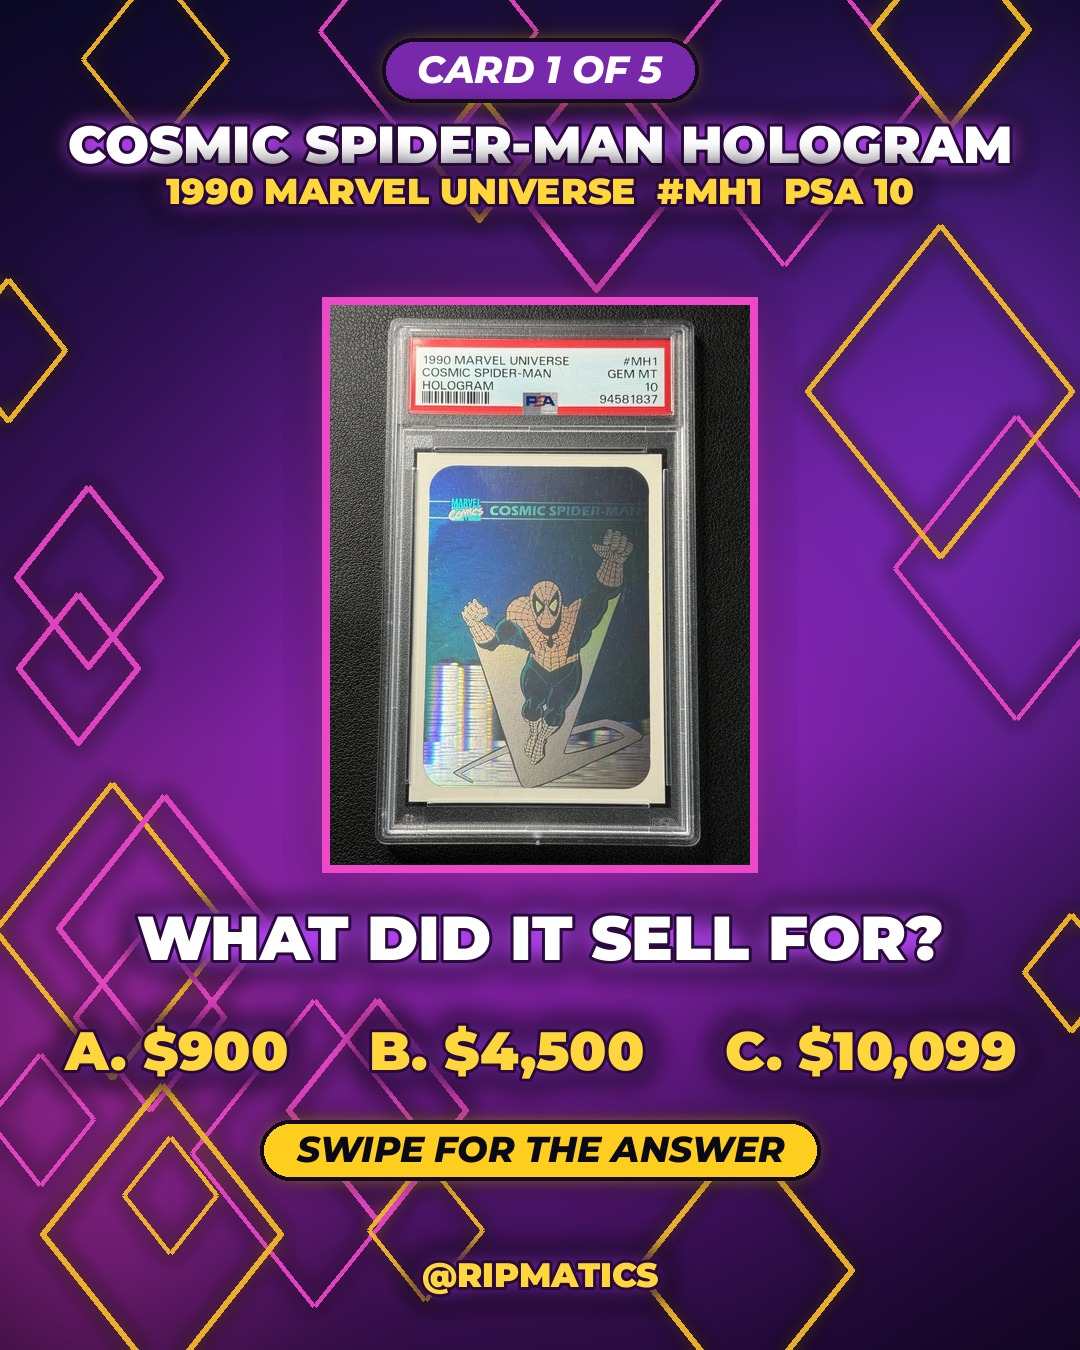 CARD 1 OF 5
COSMIC SPIDER-MAN HOLOGRAM
1990 MARVEL UNIVERSE #MH1 PSA 10
1990 MARVEL UNIVERSE #MH1
COSMIC SPIDER-MAN GEM MT
HOLOGRAM 10
PSA 94581837
MARVEL
COMICS COSMIC SPIDER-MAN
WHAT DID IT SELL FOR?
A. $900 B. $4,500 C. $10,099
SWIPE FOR THE ANSWER
@RIPMATICS